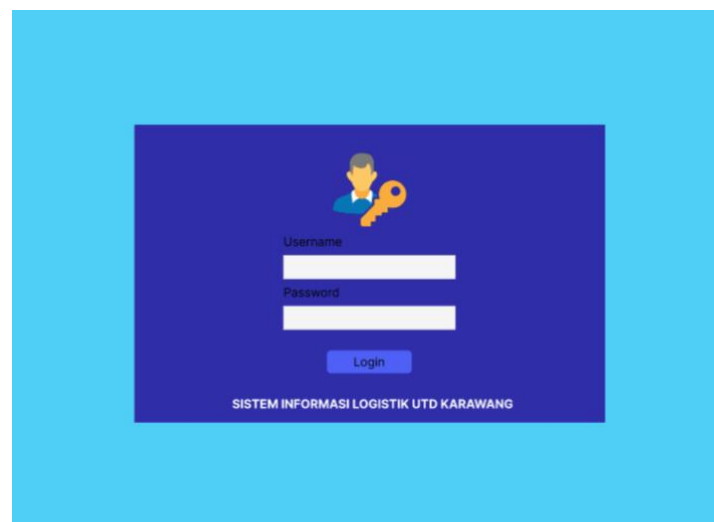 Username
Password
Login
SISTEM INFORMASI LOGISTIK UTD KARAWANG